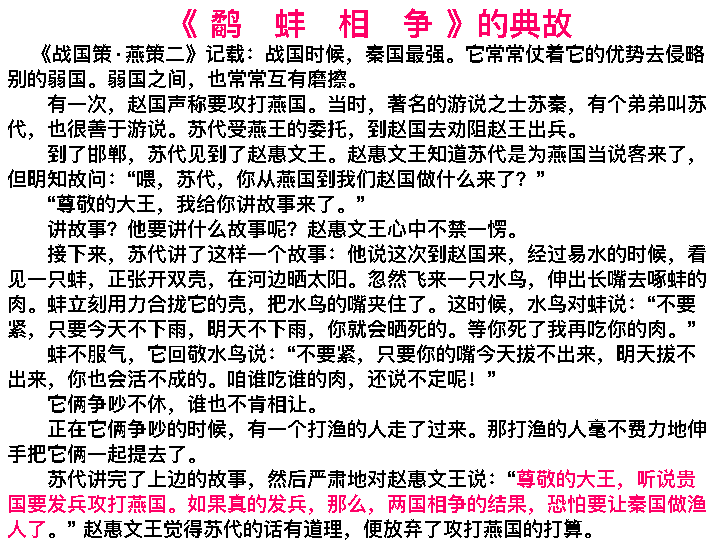 《 鹬 蚌 相 争 》的典故
《战国策·燕策二》记载：战国时候，秦国最强。它常常仗着它的优势去侵略
别的弱国。弱国之间，也常常互有磨擦。
有一次，赵国声称要攻打燕国。当时，著名的游说之士苏秦，有个弟弟叫苏
代，也很善于游说。苏代受燕王的委托，到赵国去劝阻赵王出兵。
到了邯郸，苏代见到了赵惠文王。赵惠文王知道苏代是为燕国当说客来了，
但明知故问：“喂，苏代，你从燕国到我们赵国做什么来了？”
“尊敬的大王，我给你讲故事来了。”
讲故事？他要讲什么故事呢？赵惠文王心中不禁一愣。
接下来，苏代讲了这样一个故事：他说这次到赵国来，经过易水的时候，看
见一只蚌，正张开双壳，在河边晒太阳。忽然飞来一只水鸟，伸出长嘴去啄蚌的
肉。蚌立刻用力合拢它的壳，把水鸟的嘴夹住了。这时候，水鸟对蚌说：“不要
紧，只要今天不下雨，明天不下雨，你就会晒死的。等你死了我再吃你的肉。”
蚌不服气，它回敬水鸟说：“不要紧，只要你的嘴今天拔不出来，明天拔不
出来，你也会活不成的。咱谁吃谁的肉，还说不定呢！”
它俩争吵不休，谁也不肯相让。
正在它俩争吵的时候，有一个打渔的人走了过来。那打渔的人毫不费力地伸
手把它俩一起提去了。
苏代讲完了上边的故事，然后严肃地对赵惠文王说：“尊敬的大王，听说贵
国要发兵攻打燕国。如果真的发兵，那么，两国相争的结果，恐怕要让秦国做渔
人了。”赵惠文王觉得苏代的话有道理，便放弃了攻打燕国的打算。